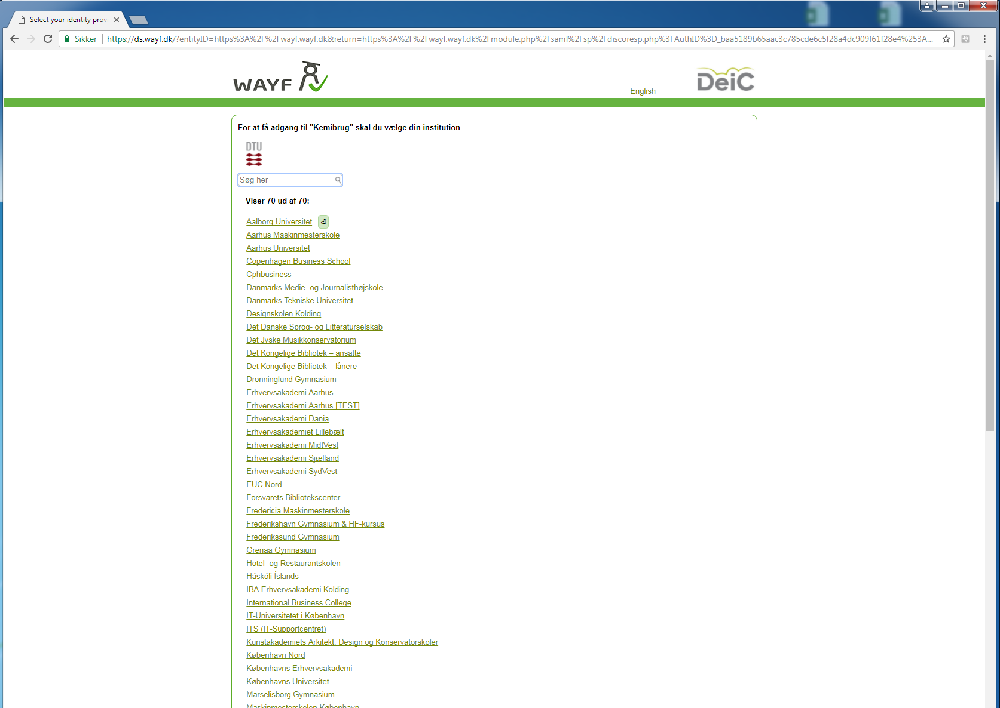 Select your identity provi
Sikker
https://ds.wayf.dk/?entityID=https%3A%2F%2Fwayf.wayf.dk&return=https%3A%2F%2Fwayf.wayf.dk%2Fmodule.php%2Fsaml%2Fsp%2Fdiscoresp.php%3FAuthID%3D_baa5189b65aac3c785cde6c5f28a4dc909f61f28e4%253A...
WAYF
English
DeiC
For at få adgang til "Kemibrug" skal du vælge din institution
DTU
Søg her
Viser 70 ud af 70:
Aalborg Universitet
Aarhus Maskinmesterskole
Aarhus Universitet
Copenhagen Business School
Cphbusiness
Danmarks Medie- og Journalisthøjskole
Danmarks Tekniske Universitet
Designskolen Kolding
Det Danske Sprog- og Litteraturselskab
Det Jyske Musikkonservatorium
Det Kongelige Bibliotek – ansatte
Det Kongelige Bibliotek – lånere
Dronninglund Gymnasium
Erhvervsakademi Aarhus
Erhvervsakademi Aarhus [TEST]
Erhvervsakademi Dania
Erhvervsakademiet Lillebælt
Erhvervsakademi MidtVest
Erhvervsakademi Sjælland
Erhvervsakademi SydVest
EUC Nord
Forsvarets Bibliotekscenter
Fredericia Maskinmesterskole
Frederikshavn Gymnasium & HF-kursus
Frederikssund Gymnasium
Grenaa Gymnasium
Hotel- og Restaurantskolen
Háskóli Íslands
IBA Erhvervsakademi Kolding
International Business College
IT-Universitetet i København
ITS (IT-Supportcentret)
Kunstakademiets Arkitekt, Design og Konservatorskoler
København Nord
Københavns Erhvervsakademi
Københavns Universitet
Marselisborg Gymnasium
Maskinmesterskolen København